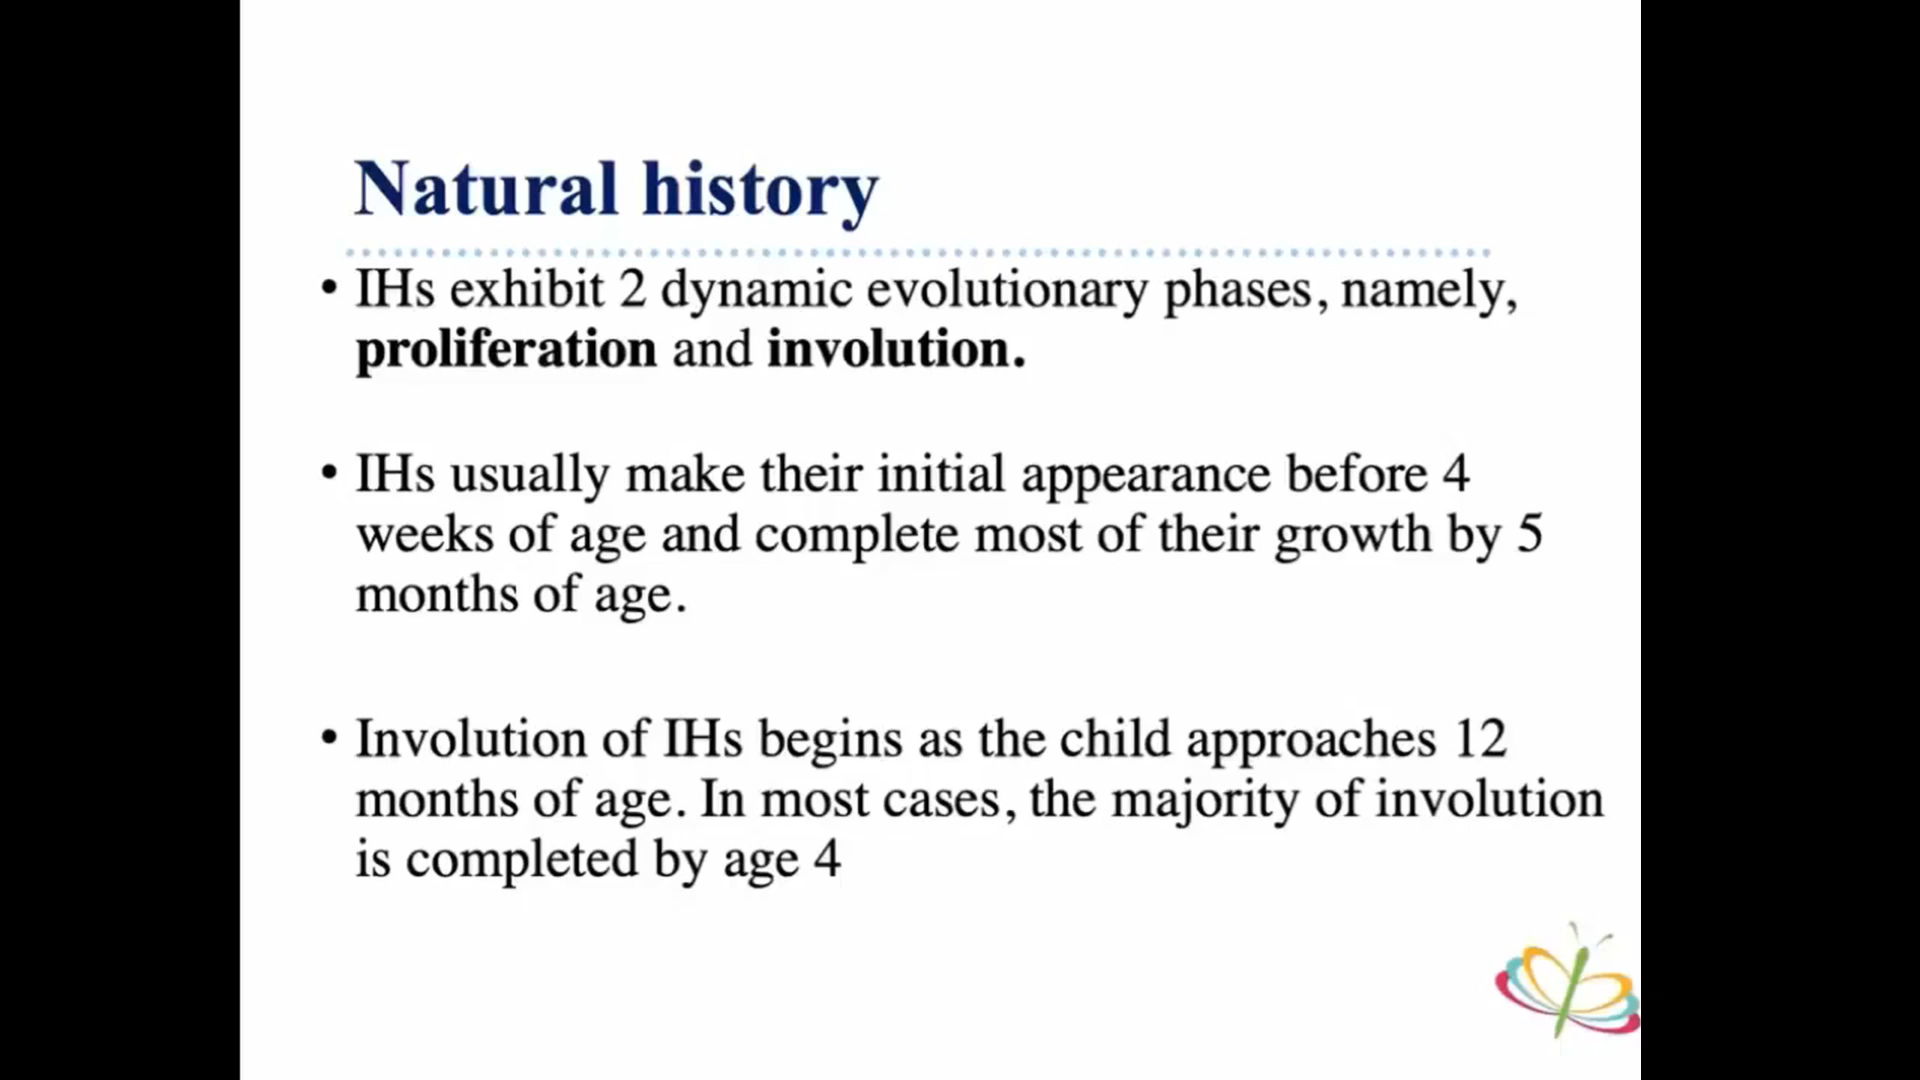 Natural history
• IHs exhibit 2 dynamic evolutionary phases, namely,
proliferation and involution.
• IHs usually make their initial appearance before 4
weeks of age and complete most of their growth by 5
months of age.
• Involution of IHs begins as the child approaches 12
months of age. In most cases, the majority of involution
is completed by age 4